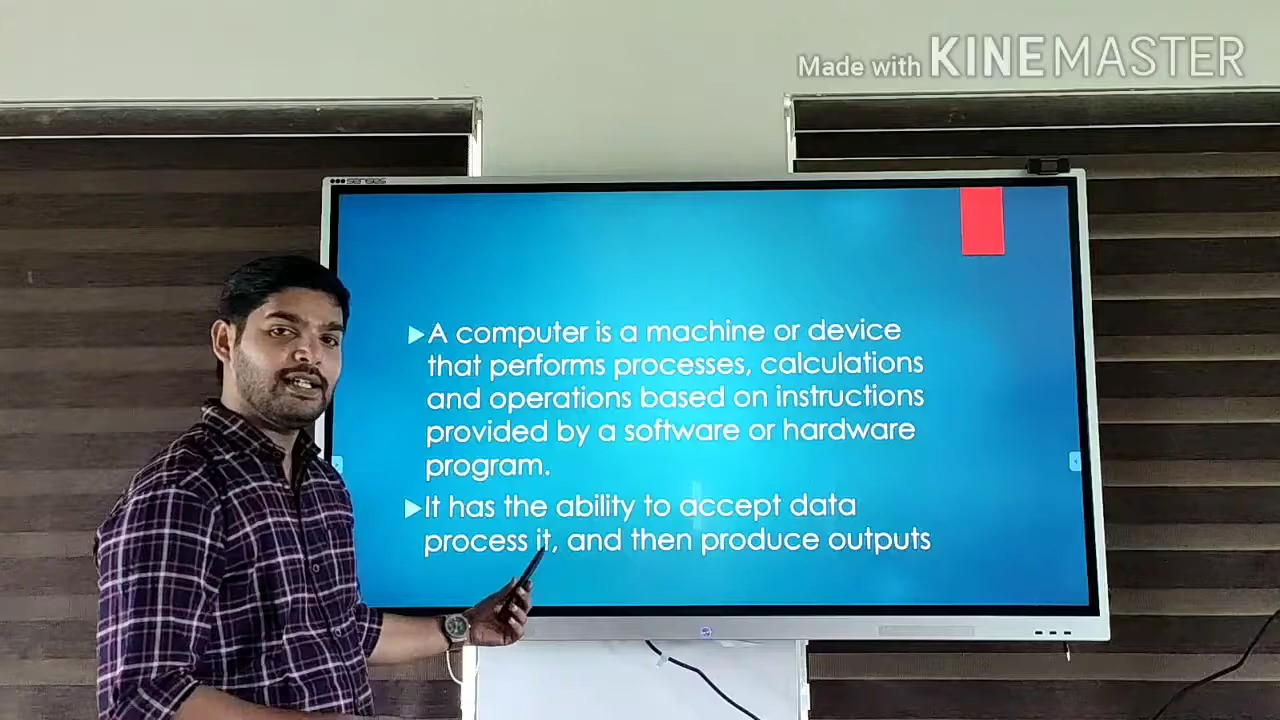 Made with KINEMASTER
A computer is a machine or device
that performs processes, calculations
and operations based on instructions
provided by a software or hardware
program.
It has the ability to accept data
process it, and then produce outputs